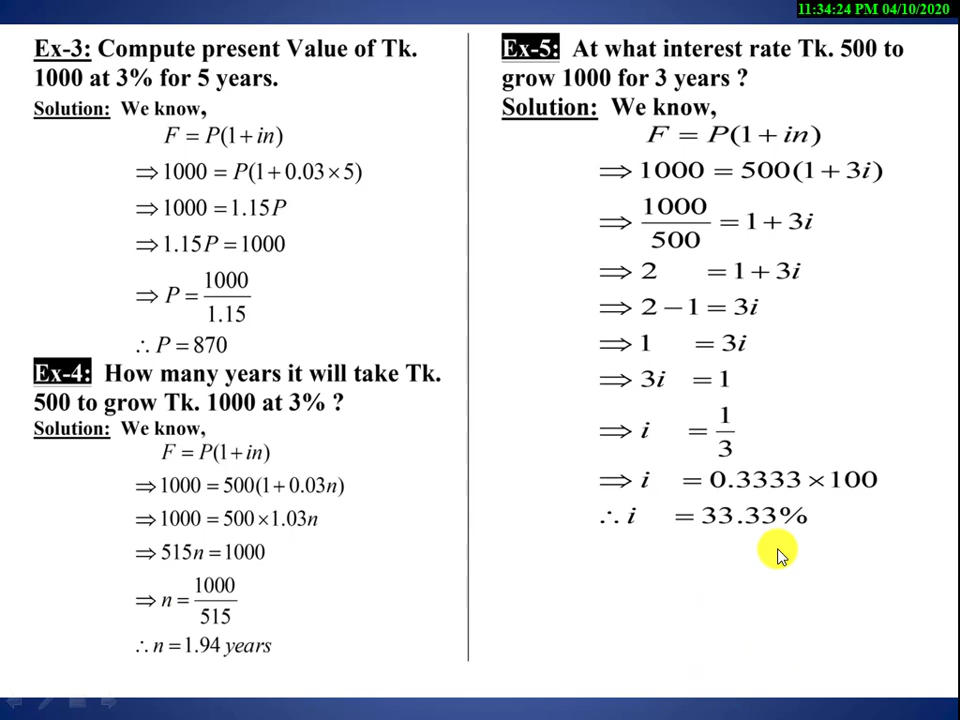 11:34:24 PM 04/10/2020
Ex-3: Compute present Value of Tk.
1000 at 3% for 5 years.
Solution: We know,
F = P(1 + in)
⇒ 1000 = P(1 + 0.03 × 5)
⇒ 1000 = 1.15P
⇒ 1.15P = 1000
⇒ P = 1000/1.15
∴ P = 870
Ex-4: How many years it will take Tk.
500 to grow Tk. 1000 at 3% ?
Solution: We know,
F = P(1 + in)
⇒ 1000 = 500(1 + 0.03n)
⇒ 1000 = 500 × 1.03n
⇒ 515n = 1000
⇒ n = 1000/515
∴ n = 1.94 years
Ex-5: At what interest rate Tk. 500 to
grow 1000 for 3 years ?
Solution: We know,
F = P(1 + in)
⇒ 1000 = 500(1 + 3i)
⇒ 1000/500 = 1 + 3i
⇒ 2 = 1 + 3i
⇒ 2 − 1 = 3i
⇒ 1 = 3i
⇒ 3i = 1
⇒ i = 1/3
⇒ i = 0.3333 × 100
∴ i = 33.33%